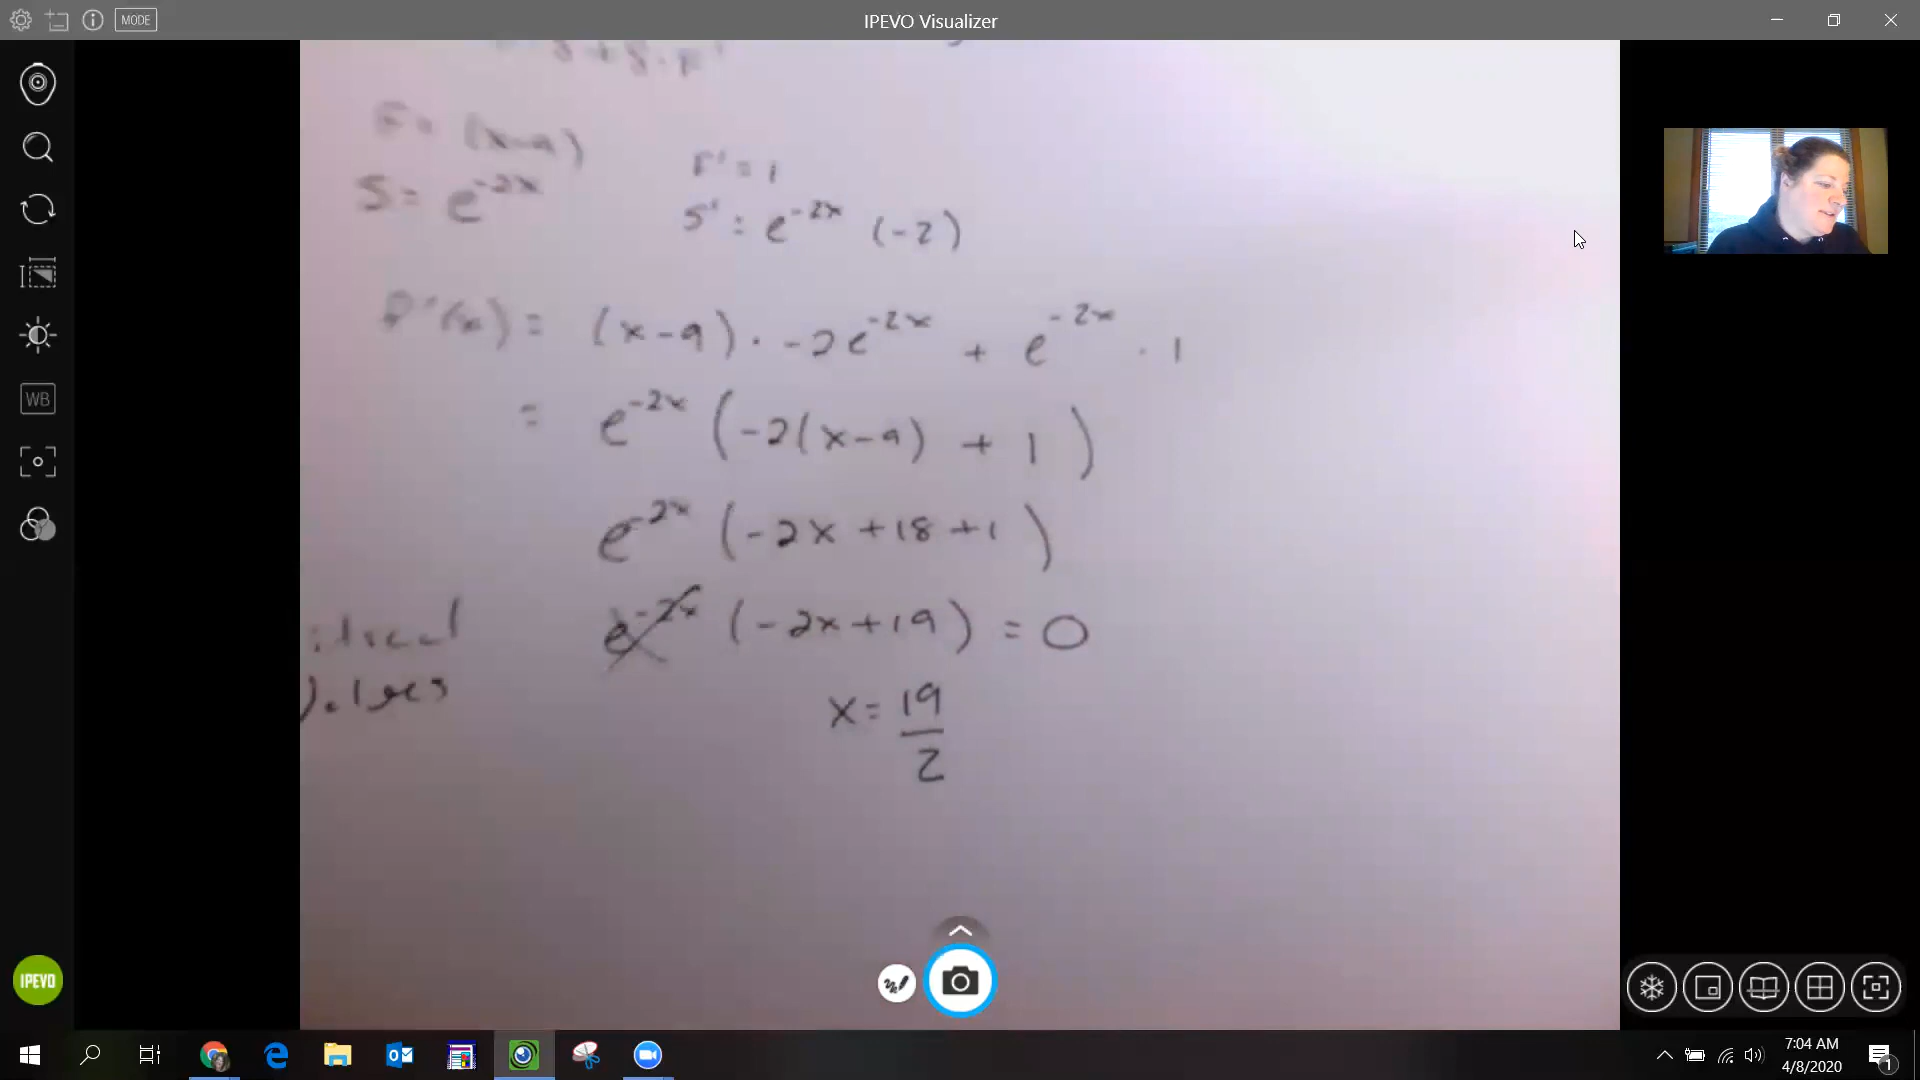 MODE
IPEVO Visualizer
F = (x-9)
F' = 1
S = e^{-2x}
S' = e^{-2x} (-2)
P'(x) = (x-9) · -2e^{-2x} + e^{-2x} · 1
= e^{-2x} (-2(x-9) + 1)
e^{-2x} (-2x+18+1)
e^{-2x} (-2x+19) = 0
x = 19/2
WB
IPEVO
7:04 AM
4/8/2020
1